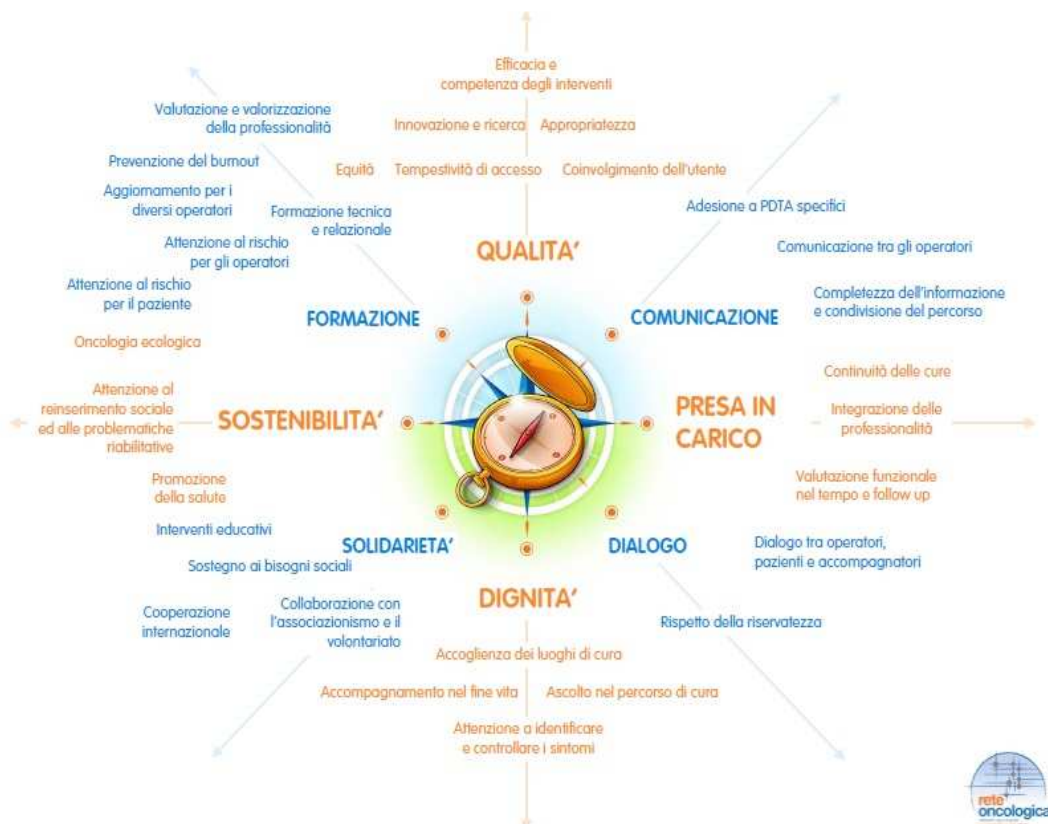 Efficacia e
competenza degli interventi
Innovazione e ricerca
Appropriatezza
Equità
Tempestività di accesso
Coinvolgimento dell'utente
QUALITA'
Valutazione e valorizzazione
della professionalità
Prevenzione del burnout
Aggiornamento per i
diversi operatori
Formazione tecnica
e relazionale
Attenzione al rischio
per gli operatori
Attenzione al rischio
per il paziente
FORMAZIONE
Adesione a PDTA specifici
Comunicazione tra gli operatori
Completezza dell'informazione
e condivisione del percorso
COMUNICAZIONE
Oncologia ecologica
Attenzione al
reinserimento sociale
ed alle problematiche
riabilitative
SOSTENIBILITA'
Promozione
della salute
PRESA IN
CARICO
Continuità delle cure
Integrazione delle
professionalità
Valutazione funzionale
nel tempo e follow up
Interventi educativi
SOLIDARIETA'
Sostegno ai bisogni sociali
Cooperazione
internazionale
Collaborazione con
l'associazionismo e il
volontariato
DIALOGO
Dialogo tra operatori,
pazienti e accompagnatori
Rispetto della riservatezza
DIGNITA'
Accoglienza dei luoghi di cura
Accompagnamento nel fine vita
Ascolto nel percorso di cura
Attenzione a identificare
e controllare i sintomi
rete
oncologica